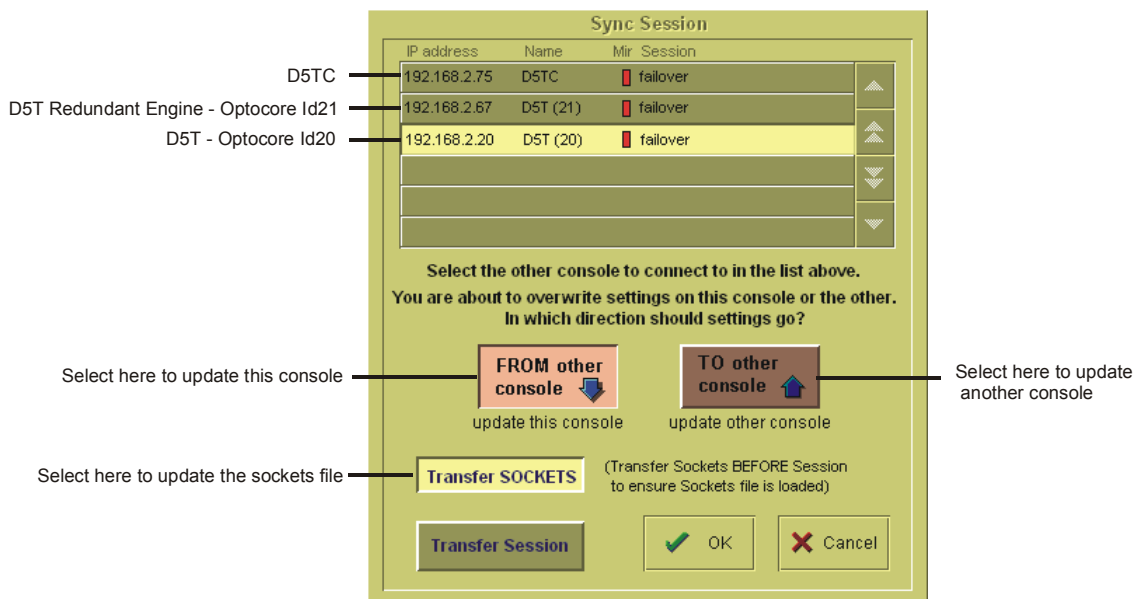 Sync Session
IP address Name Mir Session
D5TC
192.168.2.75 D5TC failover
D5T Redundant Engine - Optocore Id21
192.168.2.67 D5T (21) failover
D5T - Optocore Id20
192.168.2.20 D5T (20) failover
Select the other console to connect to in the list above.
You are about to overwrite settings on this console or the other.
In which direction should settings go?
Select here to update this console
FROM other
console
update this console
TO other
console
update other console
Select here to update
another console
Select here to update the sockets file
Transfer SOCKETS
(Transfer Sockets BEFORE Session
to ensure Sockets file is loaded)
Transfer Session
OK
Cancel